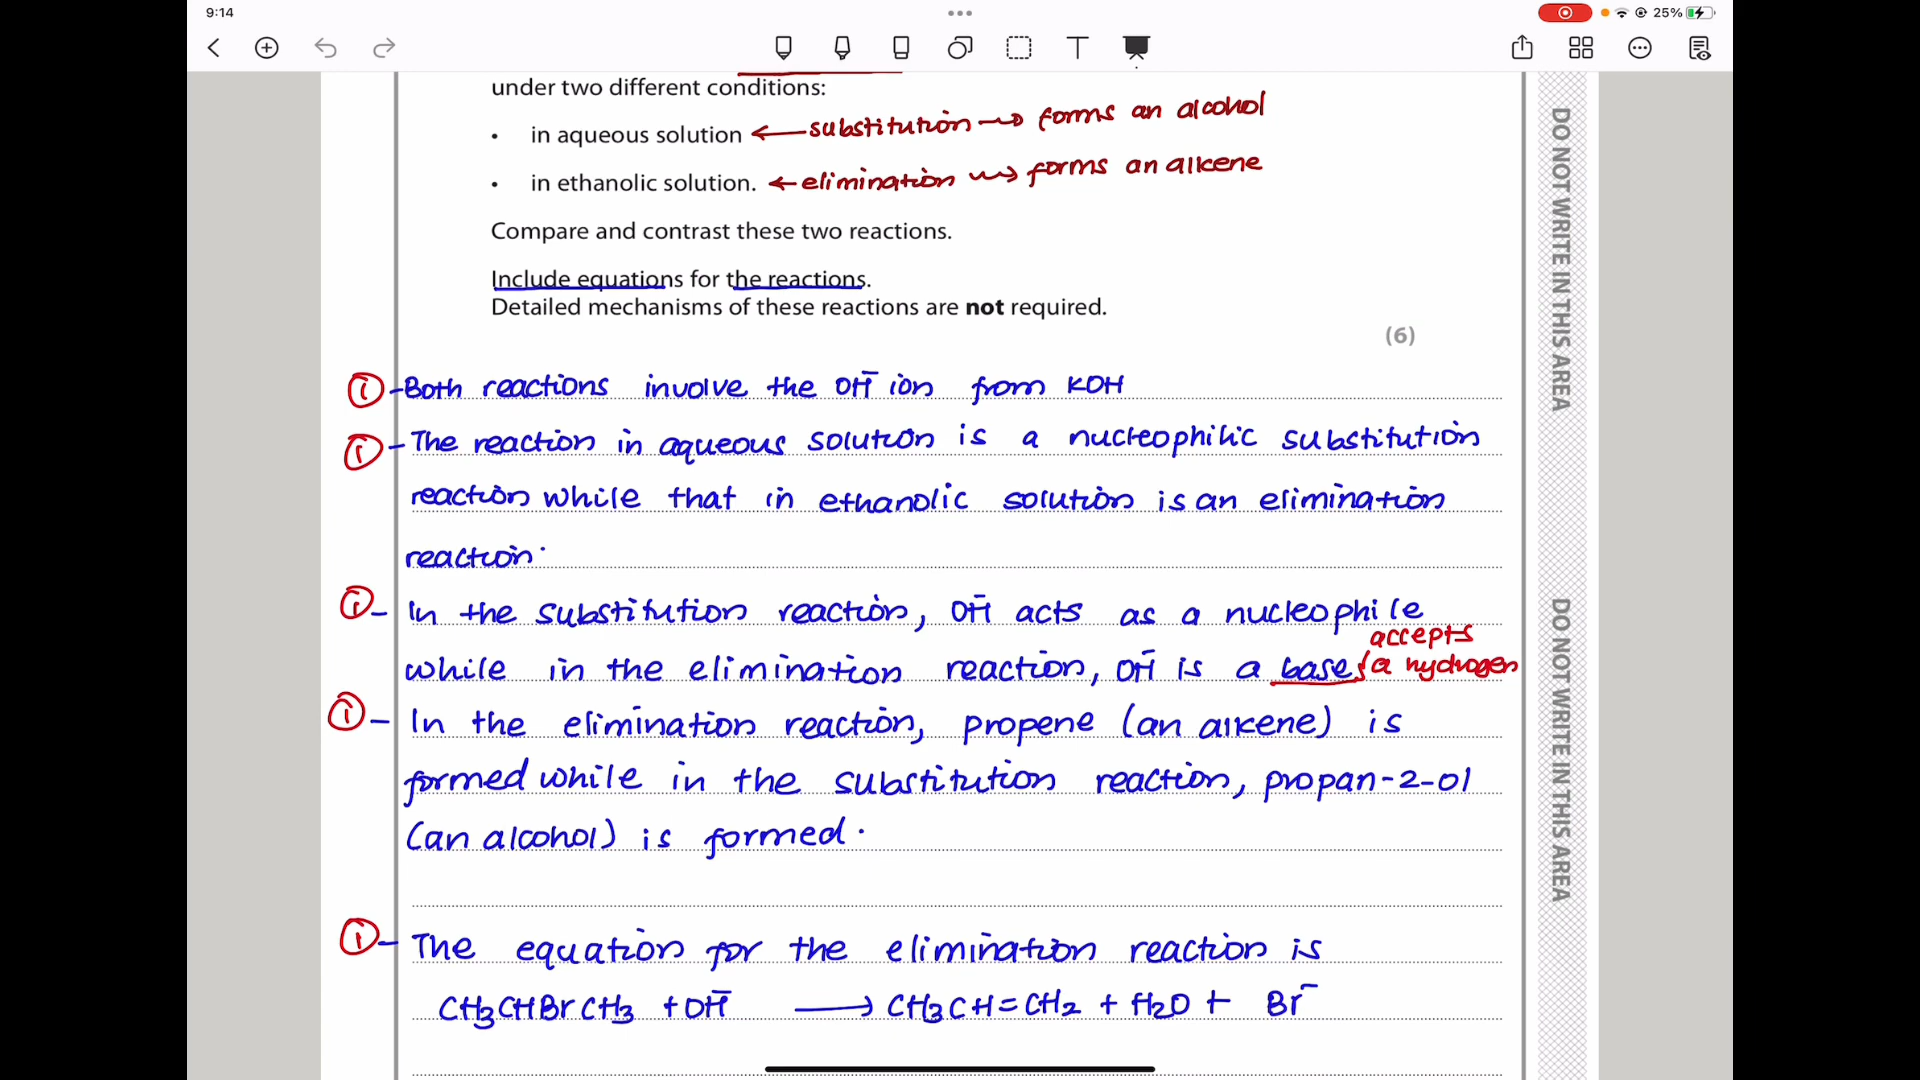 9:14
25%
under two different conditions:
• in aqueous solution ← substitution → forms an alcohol
• in ethanolic solution. ← elimination → forms an alkene
Compare and contrast these two reactions.
Include equations for the reactions.
Detailed mechanisms of these reactions are not required.
(6)
① - Both reactions involve the OH⁻ ion from KOH
① - The reaction in aqueous solution is a nucleophilic substitution
reaction while that in ethanolic solution is an elimination
reaction.
① - In the substitution reaction, OH⁻ acts as a nucleophile
accepts
while in the elimination reaction, OH⁻ is a base a hydrogen
① - In the elimination reaction, propene (an alkene) is
formed while in the substitution reaction, propan-2-ol
(an alcohol) is formed.
① - The equation for the elimination reaction is
CH₃CHBrCH₃ + OH⁻ → CH₃CH=CH₂ + H₂O + Br⁻
DO NOT WRITE IN THIS AREA
DO NOT WRITE IN THIS AREA